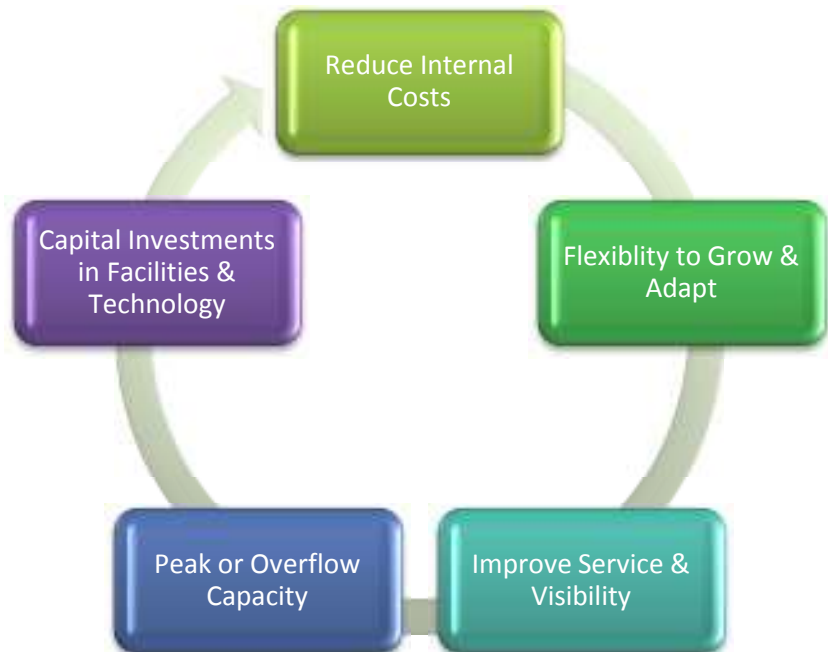 Reduce Internal
Costs
Flexiblity to Grow &
Adapt
Improve Service &
Visibility
Peak or Overflow
Capacity
Capital Investments
in Facilities &
Technology